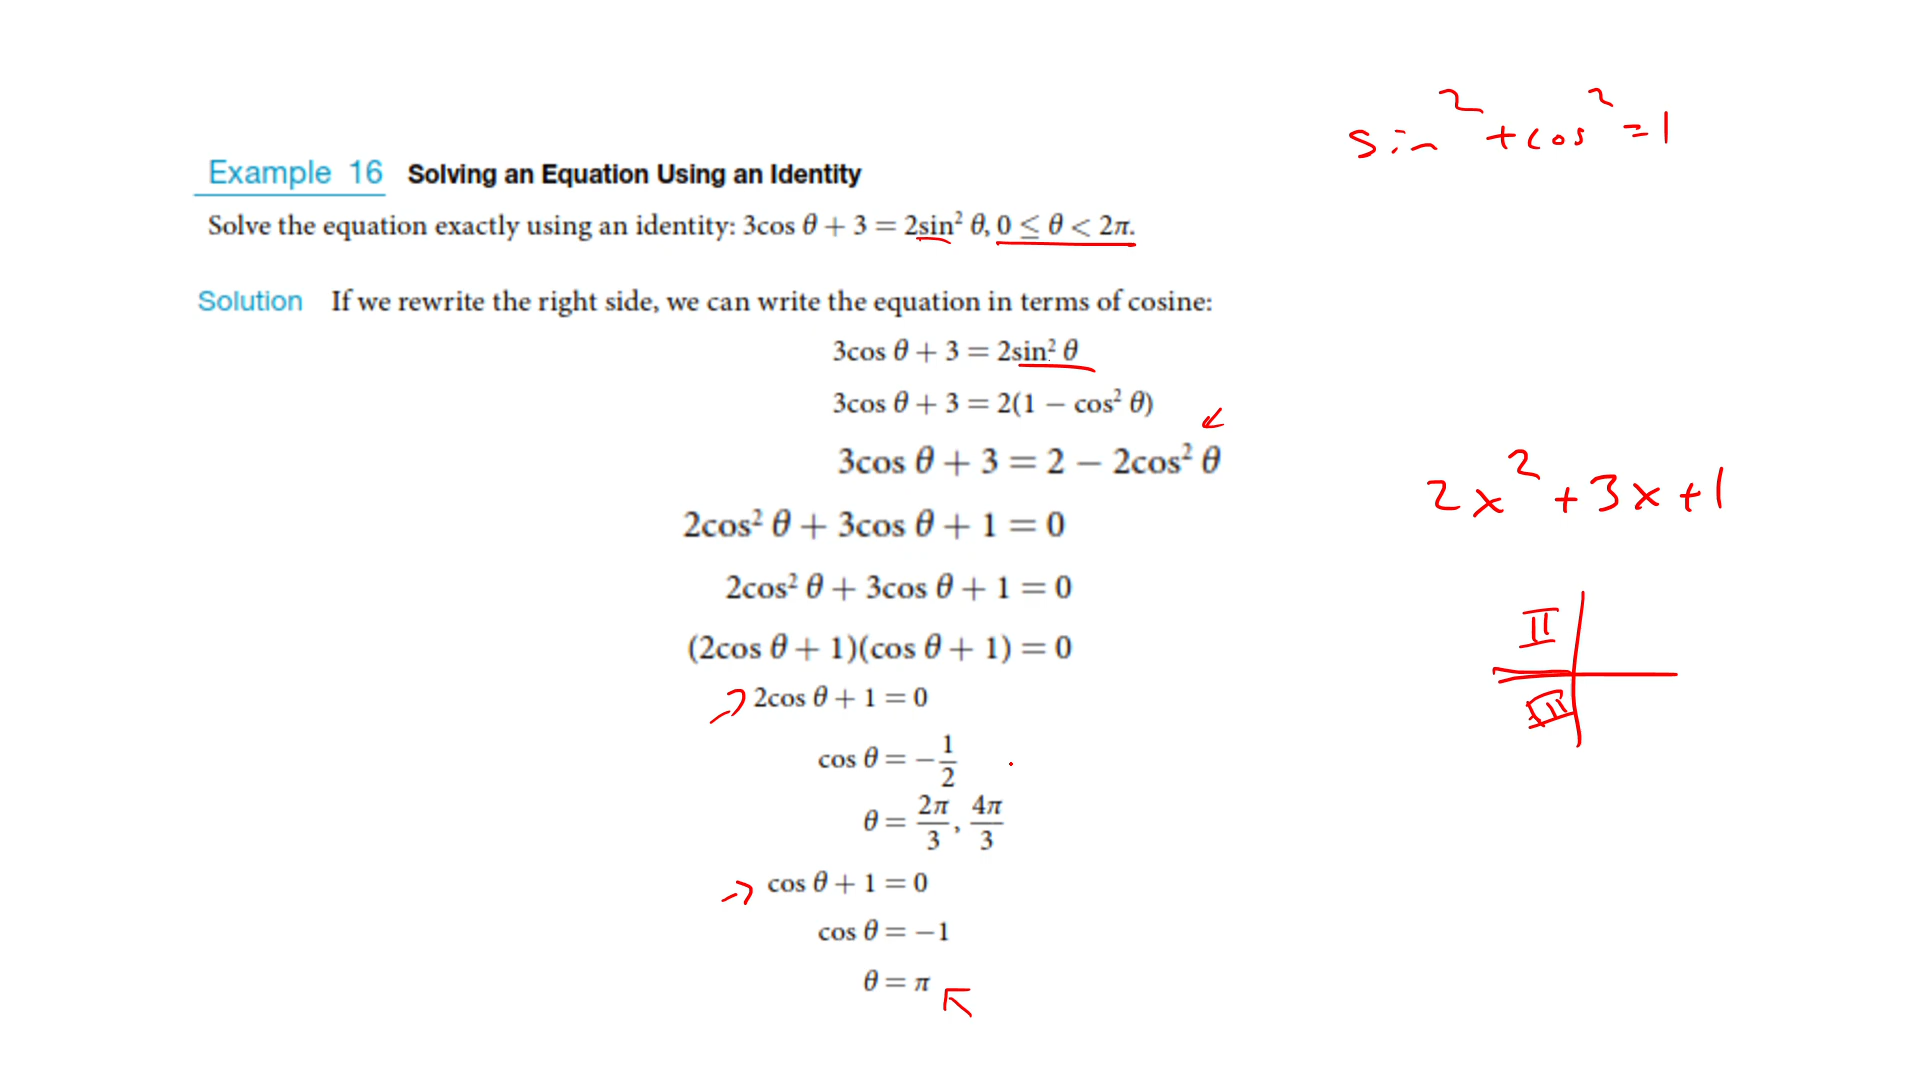 sin² + cos² = 1
Example 16 Solving an Equation Using an Identity
Solve the equation exactly using an identity: 3cos θ + 3 = 2sin² θ, 0 ≤ θ < 2π.
Solution If we rewrite the right side, we can write the equation in terms of cosine:
3cos θ + 3 = 2sin² θ
3cos θ + 3 = 2(1 − cos² θ)
3cos θ + 3 = 2 − 2cos² θ
2x² + 3x + 1
2cos² θ + 3cos θ + 1 = 0
2cos² θ + 3cos θ + 1 = 0
II
(2cos θ + 1)(cos θ + 1) = 0
2cos θ + 1 = 0
III
cos θ = −1/2
θ = 2π/3, 4π/3
cos θ + 1 = 0
cos θ = −1
θ = π